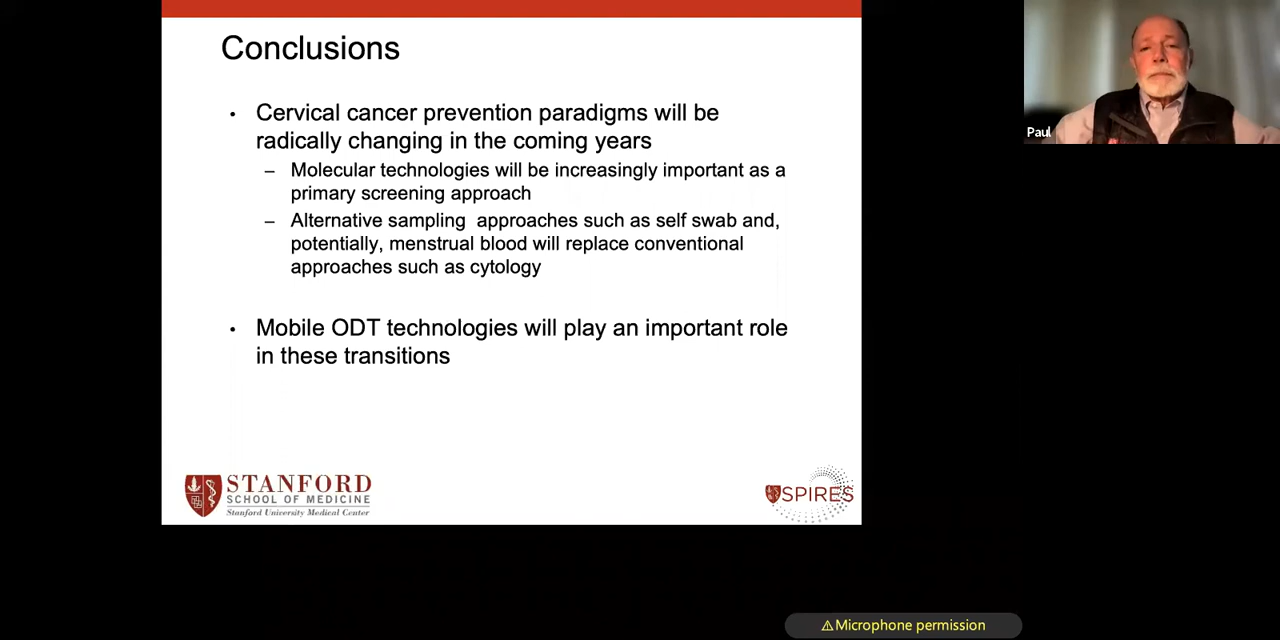 Conclusions
• Cervical cancer prevention paradigms will be
radically changing in the coming years
– Molecular technologies will be increasingly important as a
primary screening approach
– Alternative sampling approaches such as self swab and,
potentially, menstrual blood will replace conventional
approaches such as cytology
• Mobile ODT technologies will play an important role
in these transitions
STANFORD
SCHOOL OF MEDICINE
Stanford University Medical Center
SPIRES
Paul
⚠Microphone permission